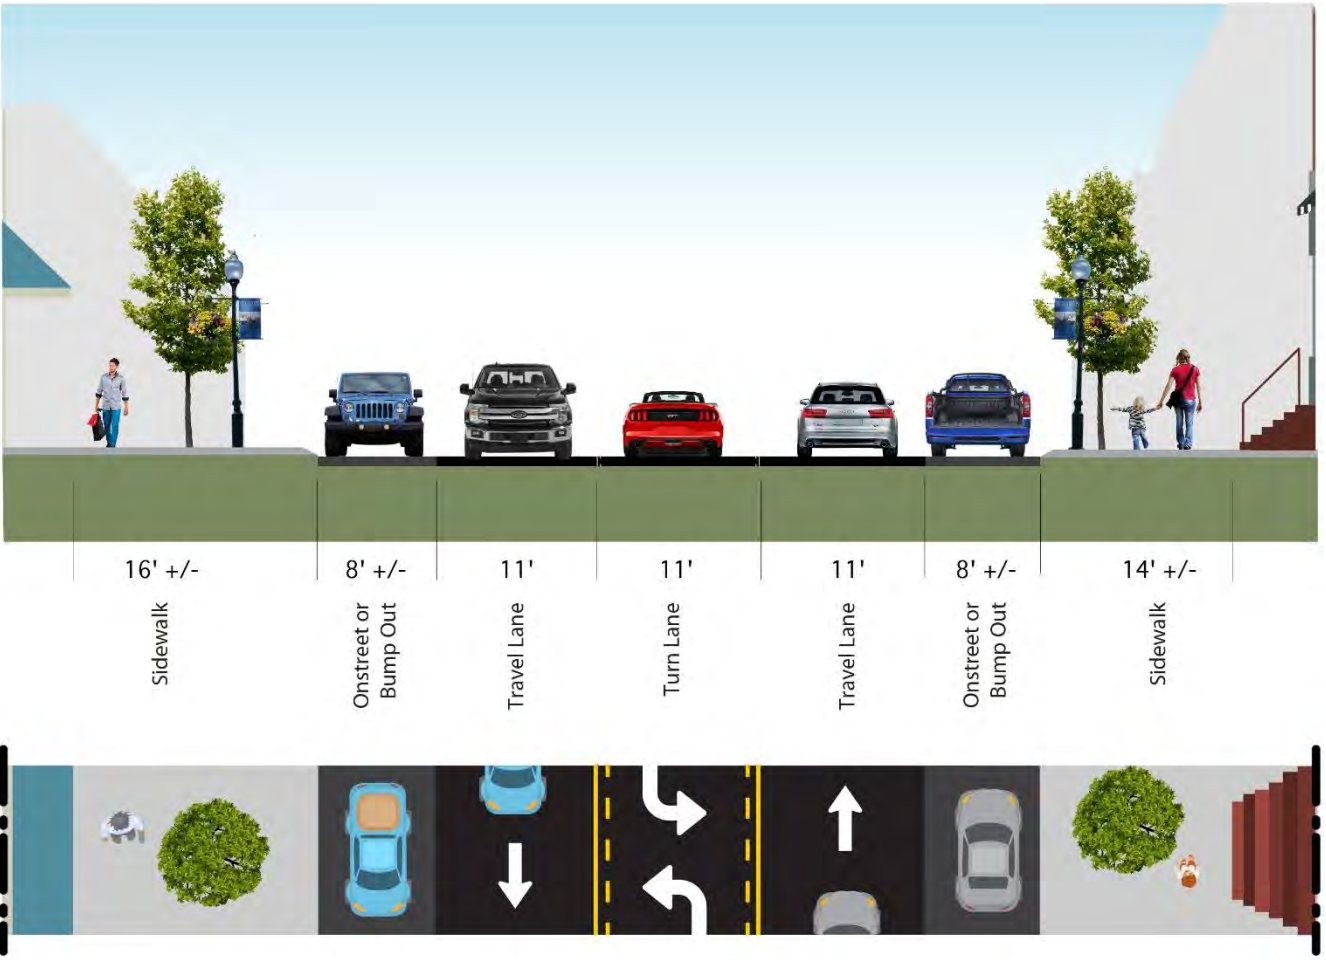 16' +/-
8' +/-
11'
11'
11'
8' +/-
14' +/-
Sidewalk
Onstreet or
Bump Out
Travel Lane
Turn Lane
Travel Lane
Onstreet or
Bump Out
Sidewalk